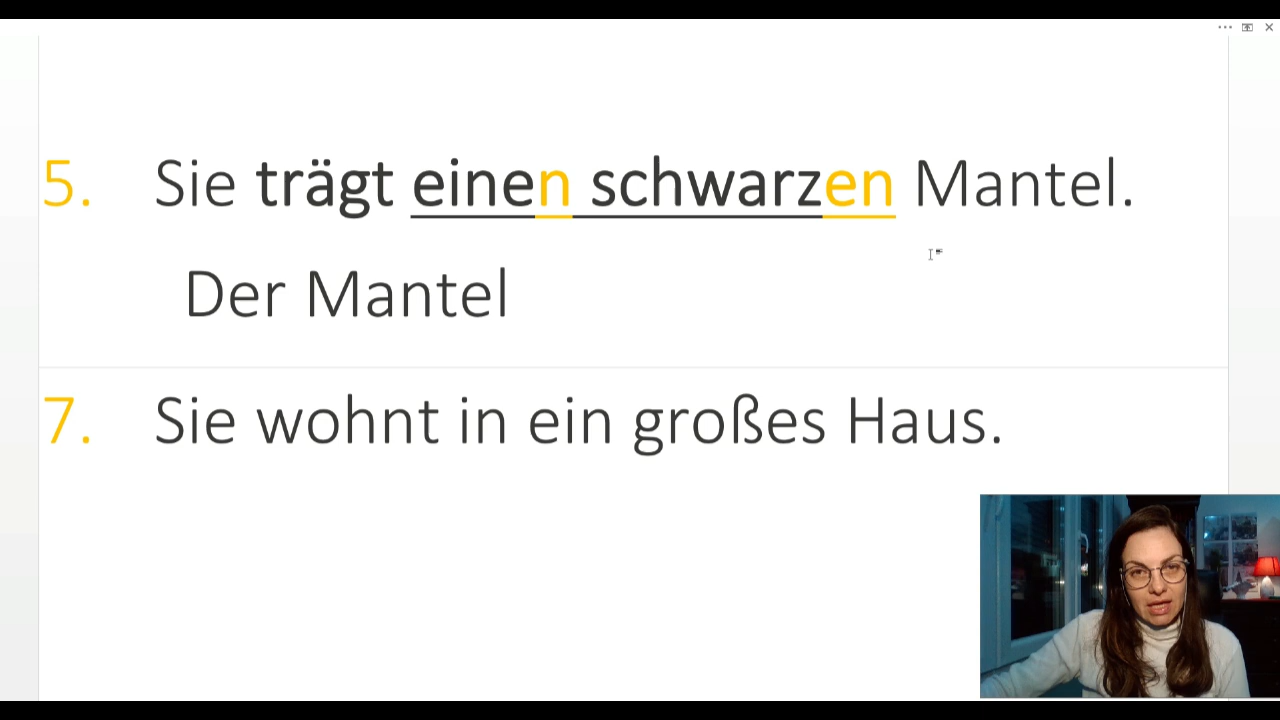 5. Sie trägt einen schwarzen Mantel.
Der Mantel
7. Sie wohnt in ein großes Haus.